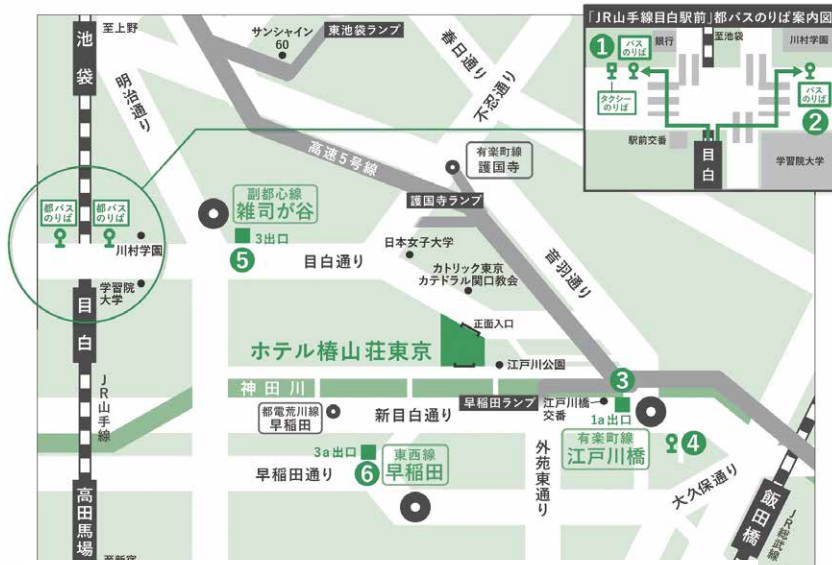 池袋
至上野
明治通り
サンシャイン
60
東池袋ランプ
春日通り
不忍通り
高速5号線
有楽町線
護国寺
護国寺ランプ
音羽通り
「JR山手線目白駅前」都バスのりば案内図
1
バス
のりば
銀行
至池袋
川村学園
タクシー
のりば
バス
のりば
2
駅前交番
目白
学習院大学
都バス
のりば
都バス
のりば
川村学園
学習院
大学
目白
副都心線
雑司が谷
3出口
5
目白通り
日本女子大学
カトリック東京
カテドラル関口教会
正面入口
ホテル椿山荘東京
江戸川公園
神田川
早稲田ランプ
江戸川橋
交番
3
1a出口
有楽町線
江戸川橋
4
JR山手線
都電荒川線
早稲田
新目白通り
3a出口
6
東西線
早稲田
早稲田通り
外苑東通り
大久保通り
飯田橋
JR総武線
高田馬場
至新宿